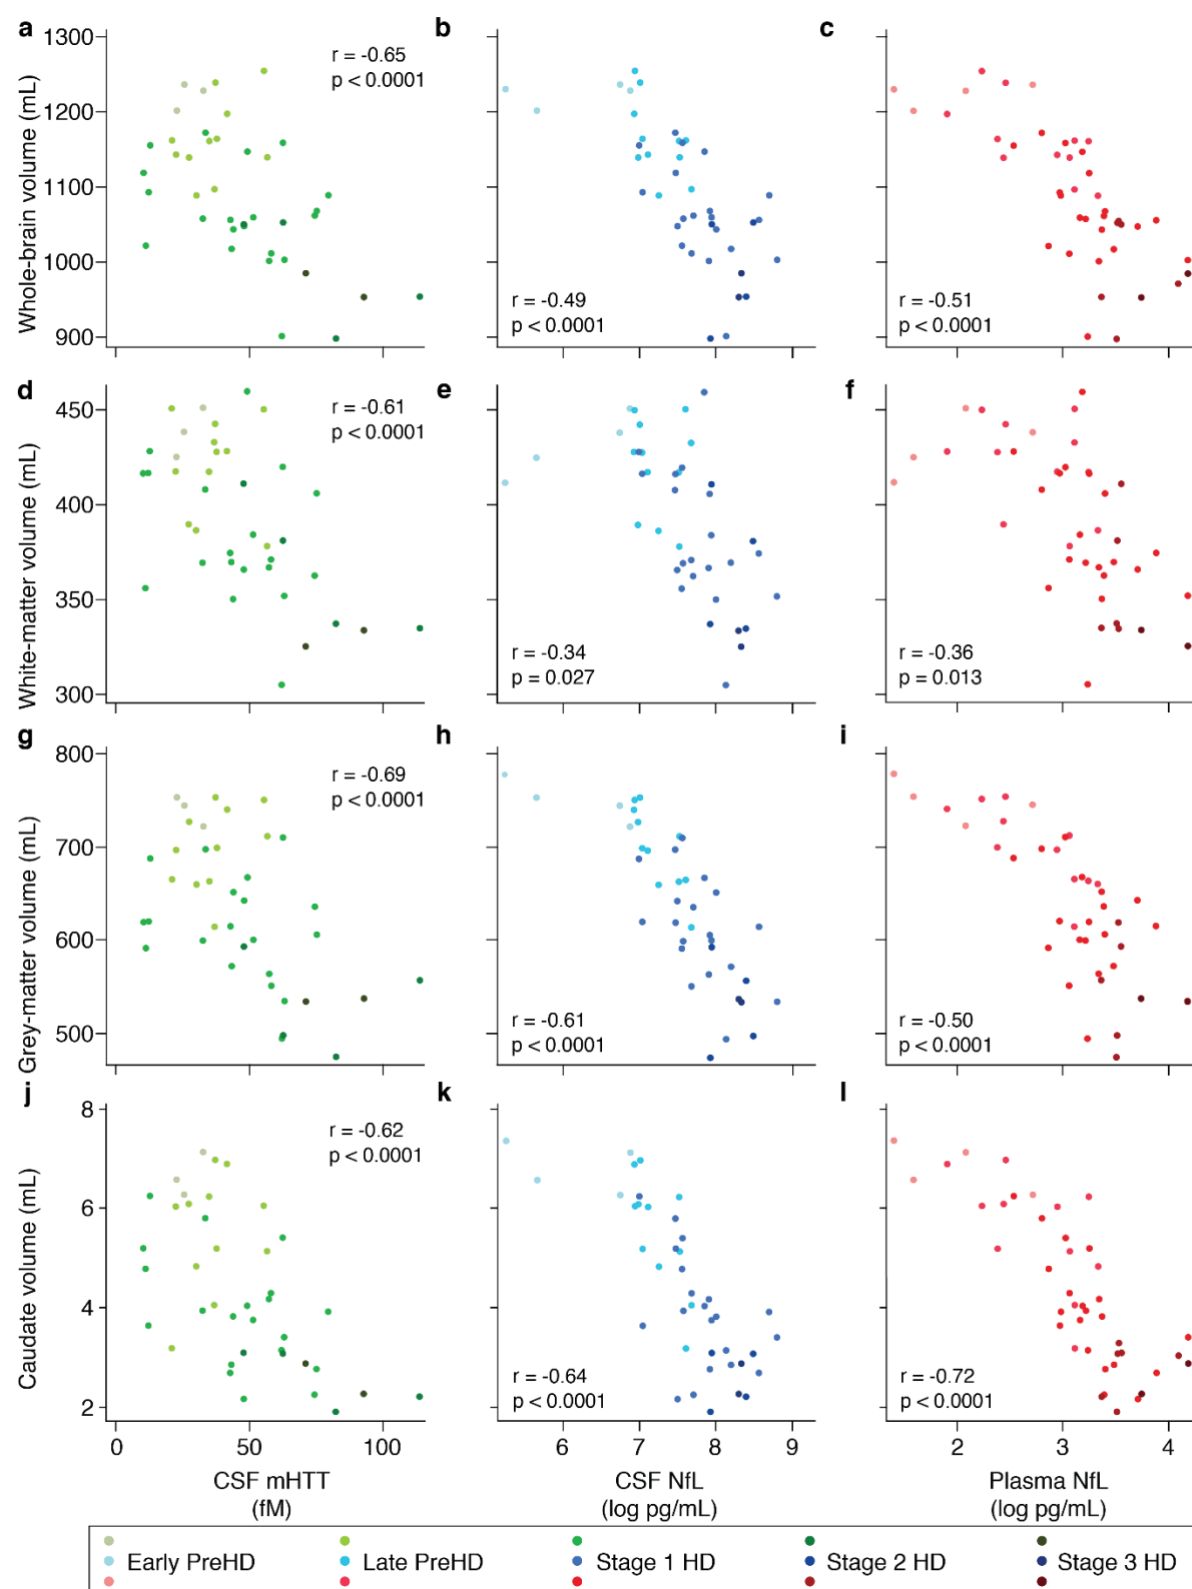 a
b
c
1300
1200
1100
1000
900
Whole-brain volume (mL)
r = -0.65
p < 0.0001
r = -0.49
p < 0.0001
r = -0.51
p < 0.0001
d
e
f
450
400
350
300
White-matter volume (mL)
r = -0.61
p < 0.0001
r = -0.34
p = 0.027
r = -0.36
p = 0.013
g
h
i
800
700
600
500
Grey-matter volume (mL)
r = -0.69
p < 0.0001
r = -0.61
p < 0.0001
r = -0.50
p < 0.0001
j
k
l
8
6
4
2
Caudate volume (mL)
r = -0.62
p < 0.0001
r = -0.64
p < 0.0001
r = -0.72
p < 0.0001
0 50 100
6 7 8 9
2 3 4
CSF mHTT
(fM)
CSF NfL
(log pg/mL)
Plasma NfL
(log pg/mL)
Early PreHD
Late PreHD
Stage 1 HD
Stage 2 HD
Stage 3 HD